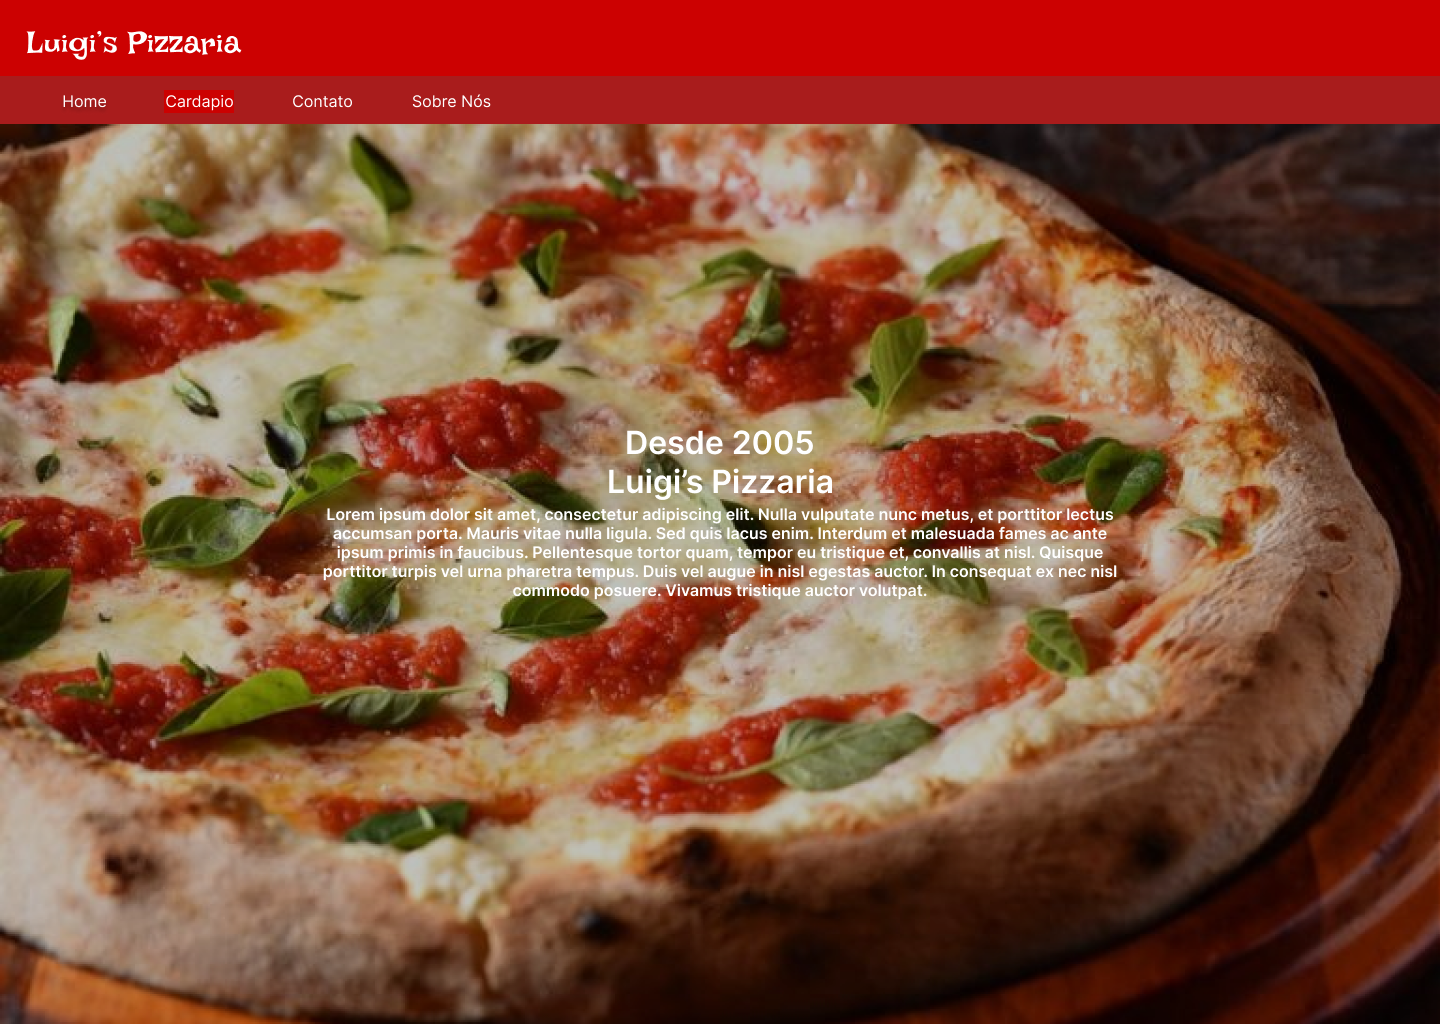 Luigi’s Pizzaria
Home Cardapio Contato Sobre Nós
Desde 2005
Luigi’s Pizzaria
Lorem ipsum dolor sit amet, consectetur adipiscing elit. Nulla vulputate nunc metus, et porttitor lectus
accumsan porta. Mauris vitae nulla ligula. Sed quis lacus enim. Interdum et malesuada fames ac ante
ipsum primis in faucibus. Pellentesque tortor quam, tempor eu tristique et, convallis at nisl. Quisque
porttitor turpis vel urna pharetra tempus. Duis vel augue in nisl egestas auctor. In consequat ex nec nisl
commodo posuere. Vivamus tristique auctor volutpat.